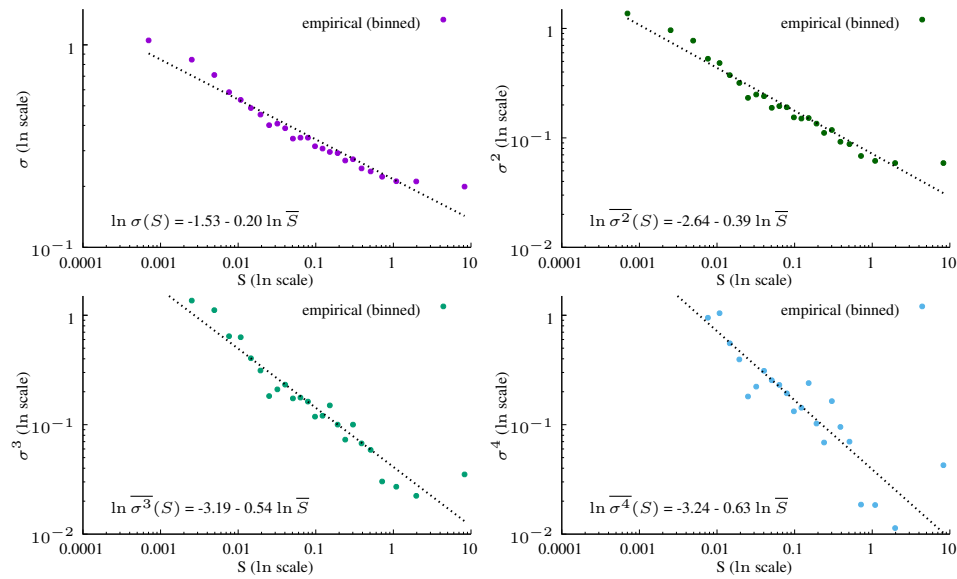 empirical (binned)
1
σ (ln scale)
ln σ(S) = -1.53 - 0.20 ln S̅
10⁻¹
0.0001 0.001 0.01 0.1 1 10
S (ln scale)
empirical (binned)
1
σ² (ln scale)
10⁻¹
ln σ²̅(S) = -2.64 - 0.39 ln S̅
10⁻²
0.0001 0.001 0.01 0.1 1 10
S (ln scale)
empirical (binned)
1
σ³ (ln scale)
10⁻¹
ln σ³̅(S) = -3.19 - 0.54 ln S̅
10⁻²
0.0001 0.001 0.01 0.1 1 10
S (ln scale)
empirical (binned)
1
σ⁴ (ln scale)
10⁻¹
ln σ⁴̅(S) = -3.24 - 0.63 ln S̅
10⁻²
0.0001 0.001 0.01 0.1 1 10
S (ln scale)